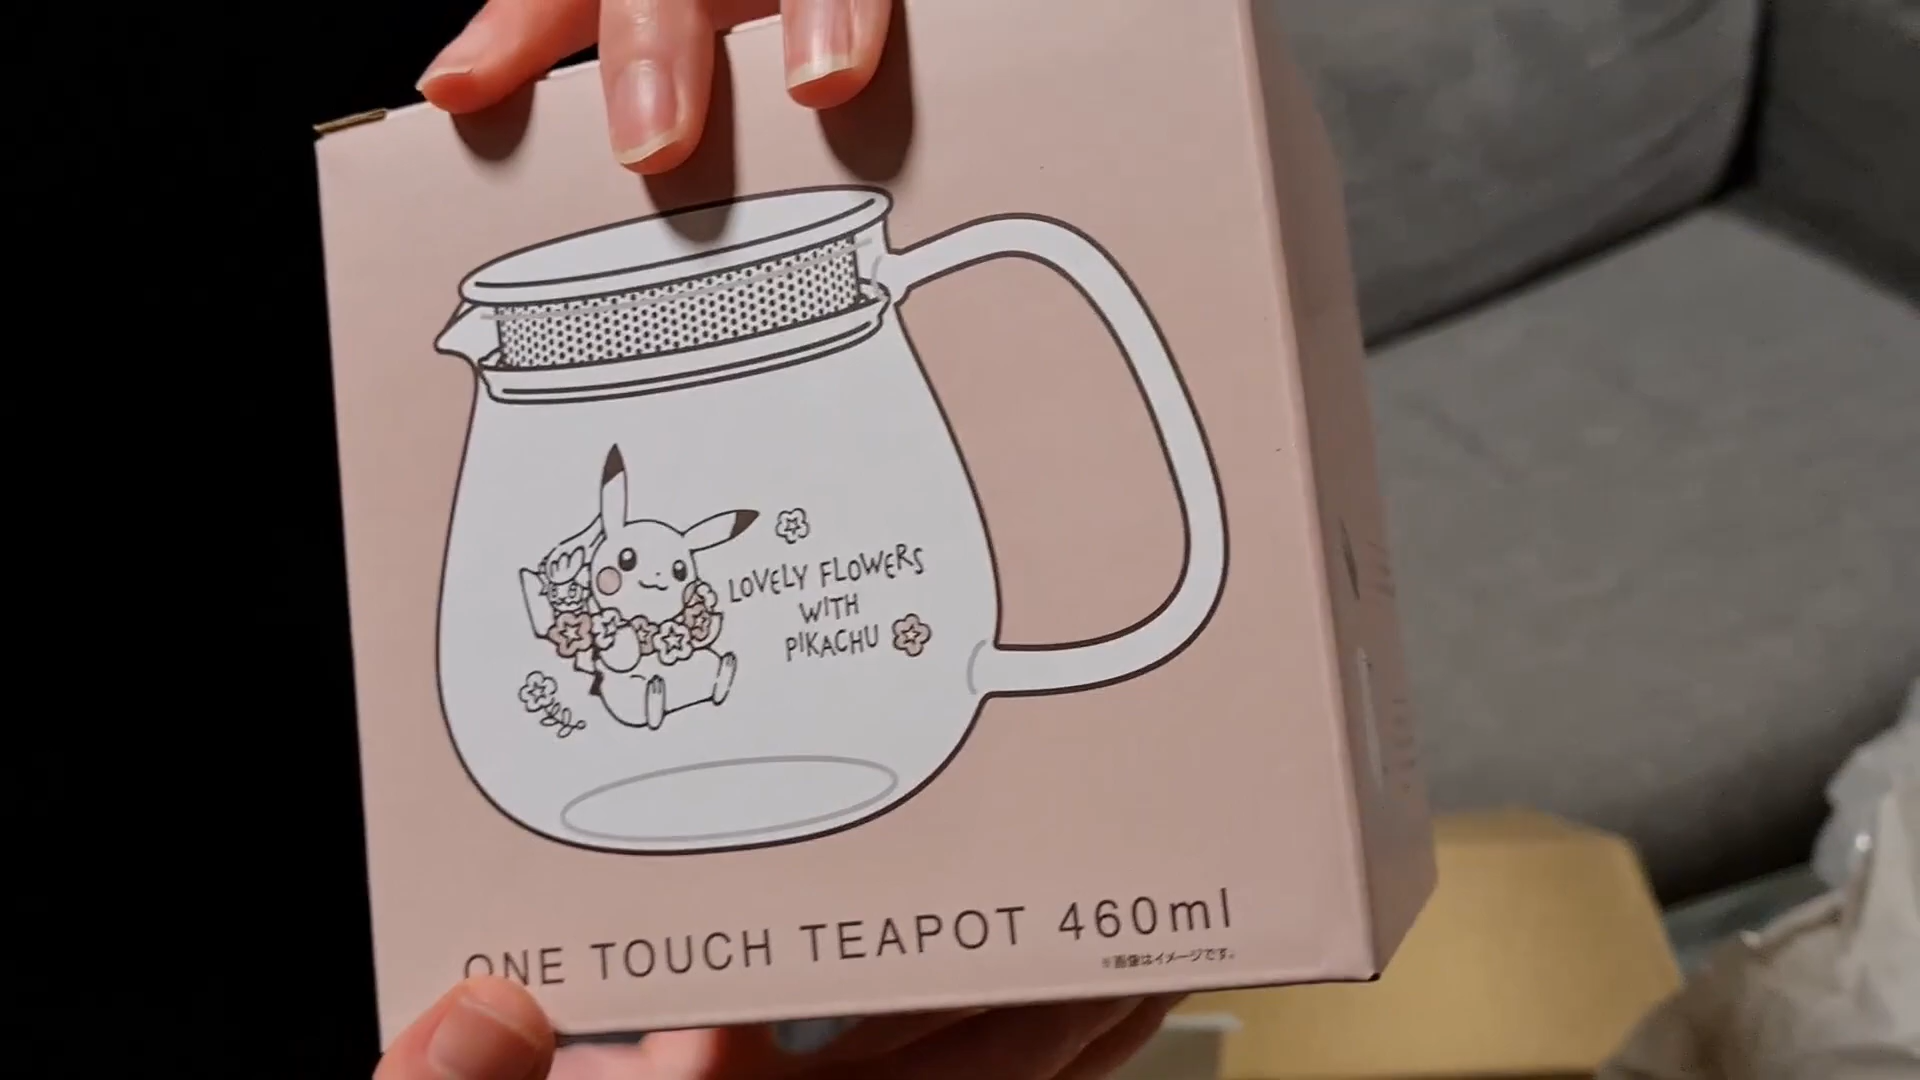 LOVELY FLOWERS
WITH
PIKACHU
ONE TOUCH TEAPOT 460ml
※画像はイメージです。